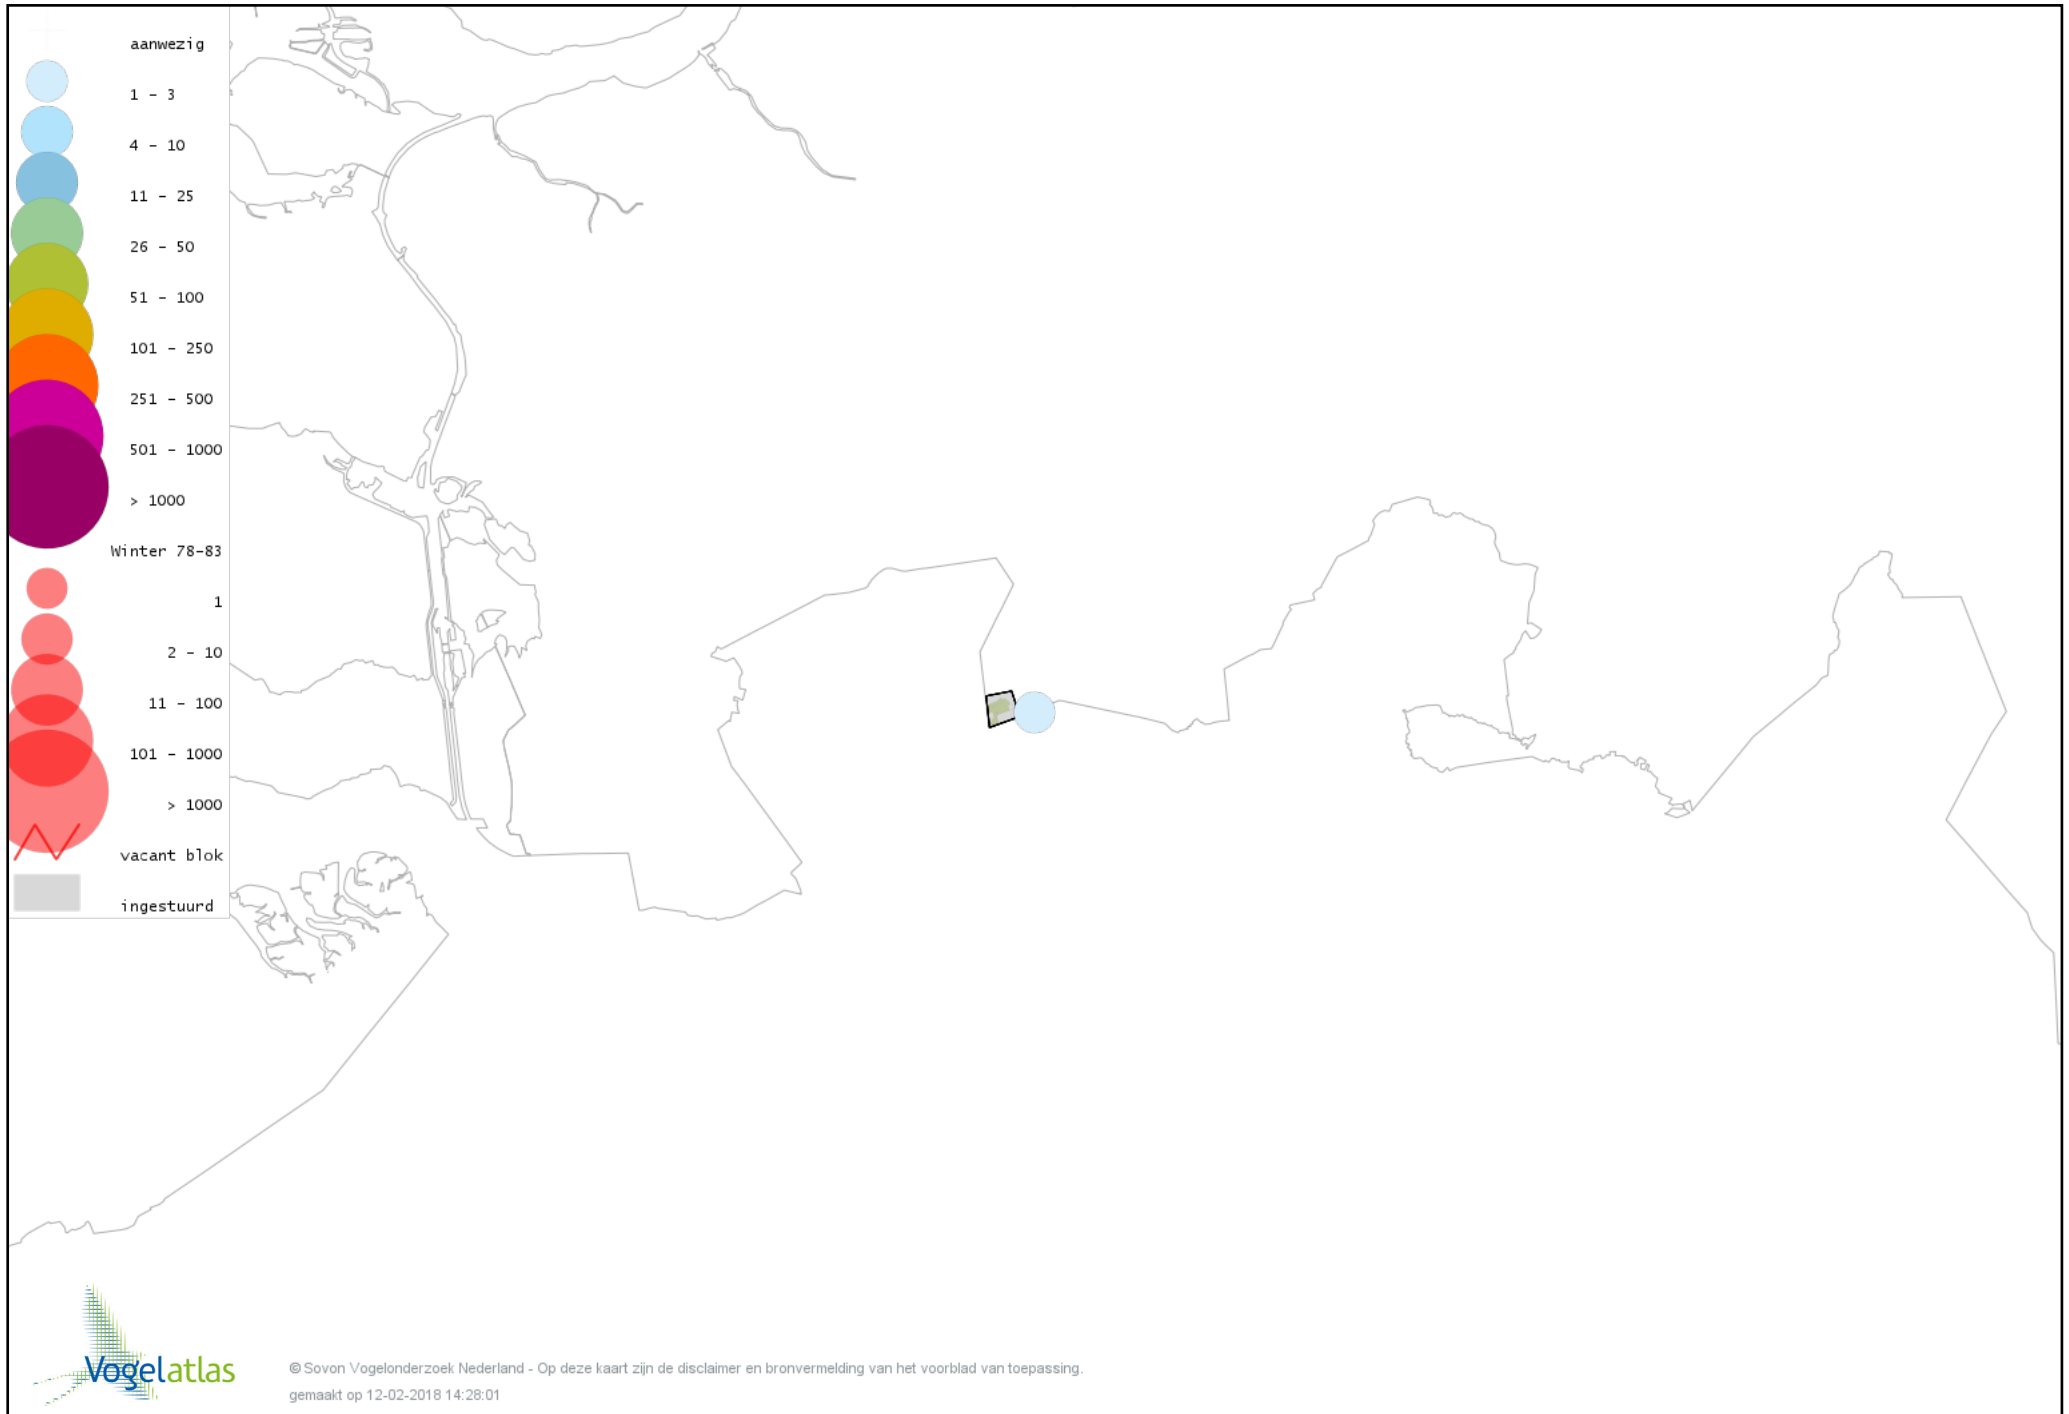 aanwezig
1 - 3
4 - 10
11 - 25
26 - 50
51 - 100
101 - 250
251 - 500
501 - 1000
> 1000
Winter 78-83
1
2 - 10
11 - 100
101 - 1000
> 1000
vacant blok
ingestuurd
Vogelatlas
© Sovon Vogelonderzoek Nederland - Op deze kaart zijn de disclaimer en bronvermelding van het voorblad van toepassing.
gemaakt op 12-02-2018 14:28:01